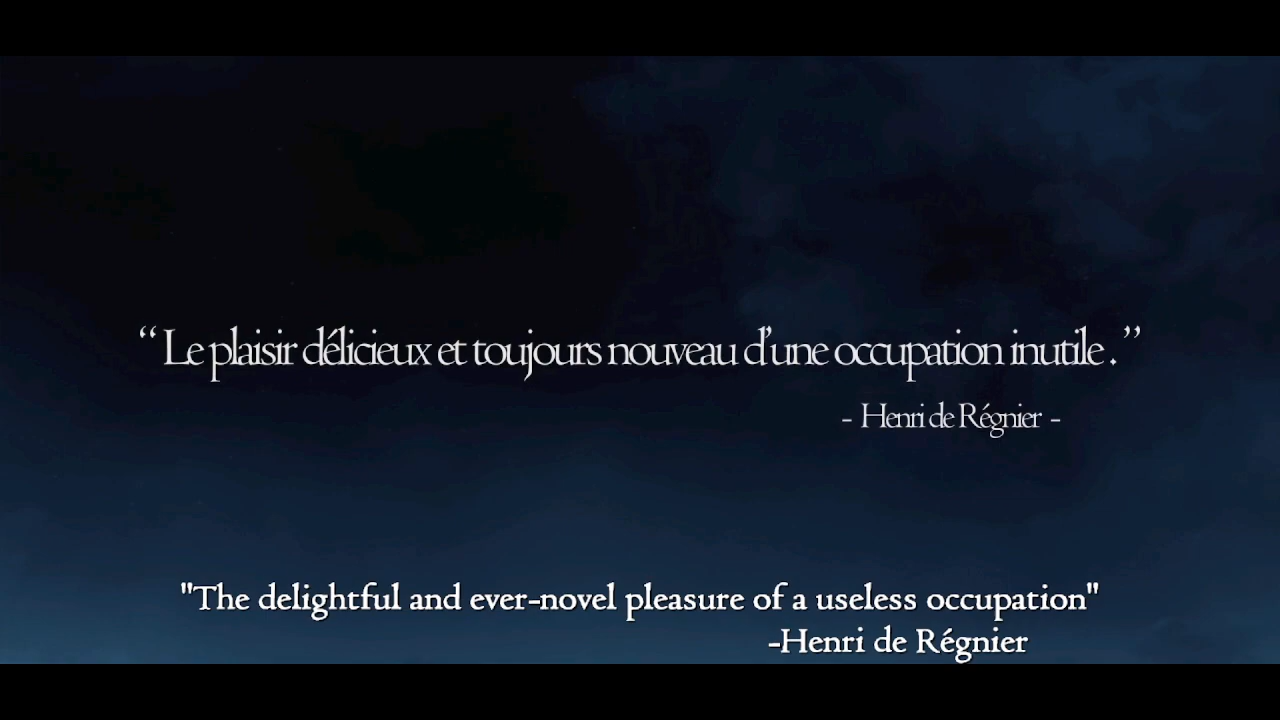 “ Le plaisir délicieux et toujours nouveau d’une occupation inutile . ”
- Henri de Régnier -
"The delightful and ever-novel pleasure of a useless occupation"
-Henri de Régnier